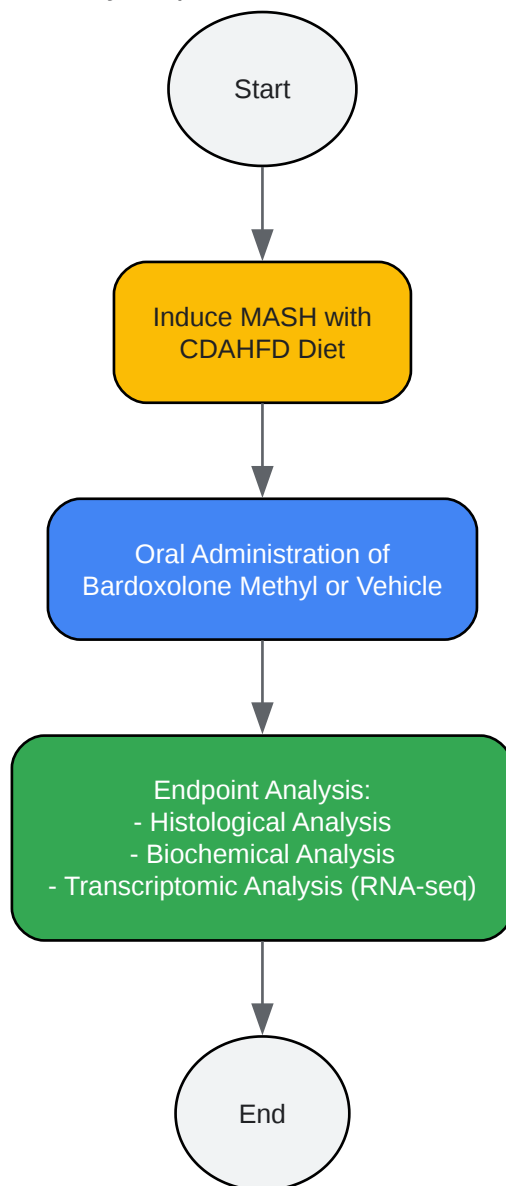 Start
Induce MASH with
CDAHFD Diet
Oral Administration of
Bardoxolone Methyl or Vehicle
Endpoint Analysis:
- Histological Analysis
- Biochemical Analysis
- Transcriptomic Analysis (RNA-seq)
End